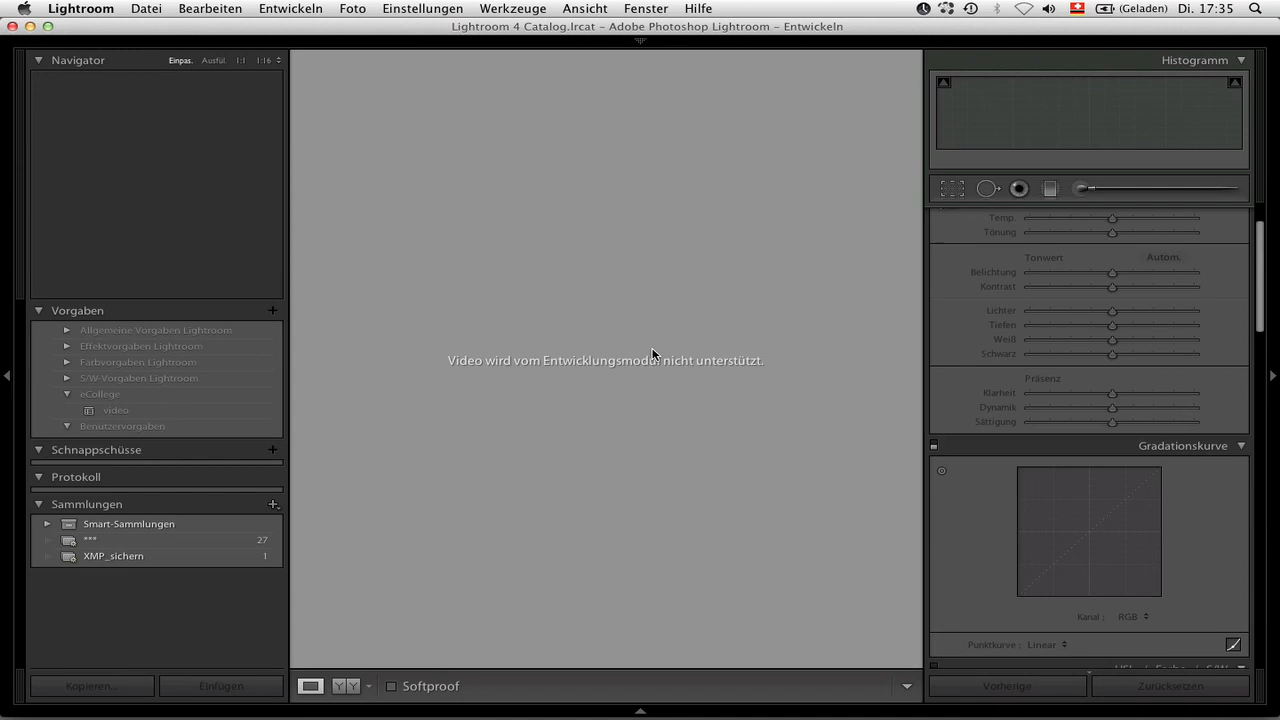 Lightroom Datei Bearbeiten Entwickeln Foto Einstellungen Werkzeuge Ansicht Fenster Hilfe (Geladen) Di. 17:35
Lightroom 4 Catalog.lrcat – Adobe Photoshop Lightroom – Entwickeln
Navigator Einpas. Ausfül. 1:1 1:16
Vorgaben +
Allgemeine Vorgaben Lightroom
Effektvorgaben Lightroom
Farbvorgaben Lightroom
S/W-Vorgaben Lightroom
eCollege
video
Benutzervorgaben
Schnappschüsse +
Protokoll
Sammlungen +
Smart-Sammlungen
*** 27
XMP_sichern 1
Kopieren... Einfügen
Video wird vom Entwicklungsmodul nicht unterstützt.
YY Softproof
Histogramm
Temp.
Tönung
Tonwert Autom.
Belichtung
Kontrast
Lichter
Tiefen
Weiß
Schwarz
Präsenz
Klarheit
Dynamik
Sättigung
Gradationskurve
Kanal : RGB
Punktkurve : Linear
HSL / Farbe / S/W
Vorherige Zurücksetzen